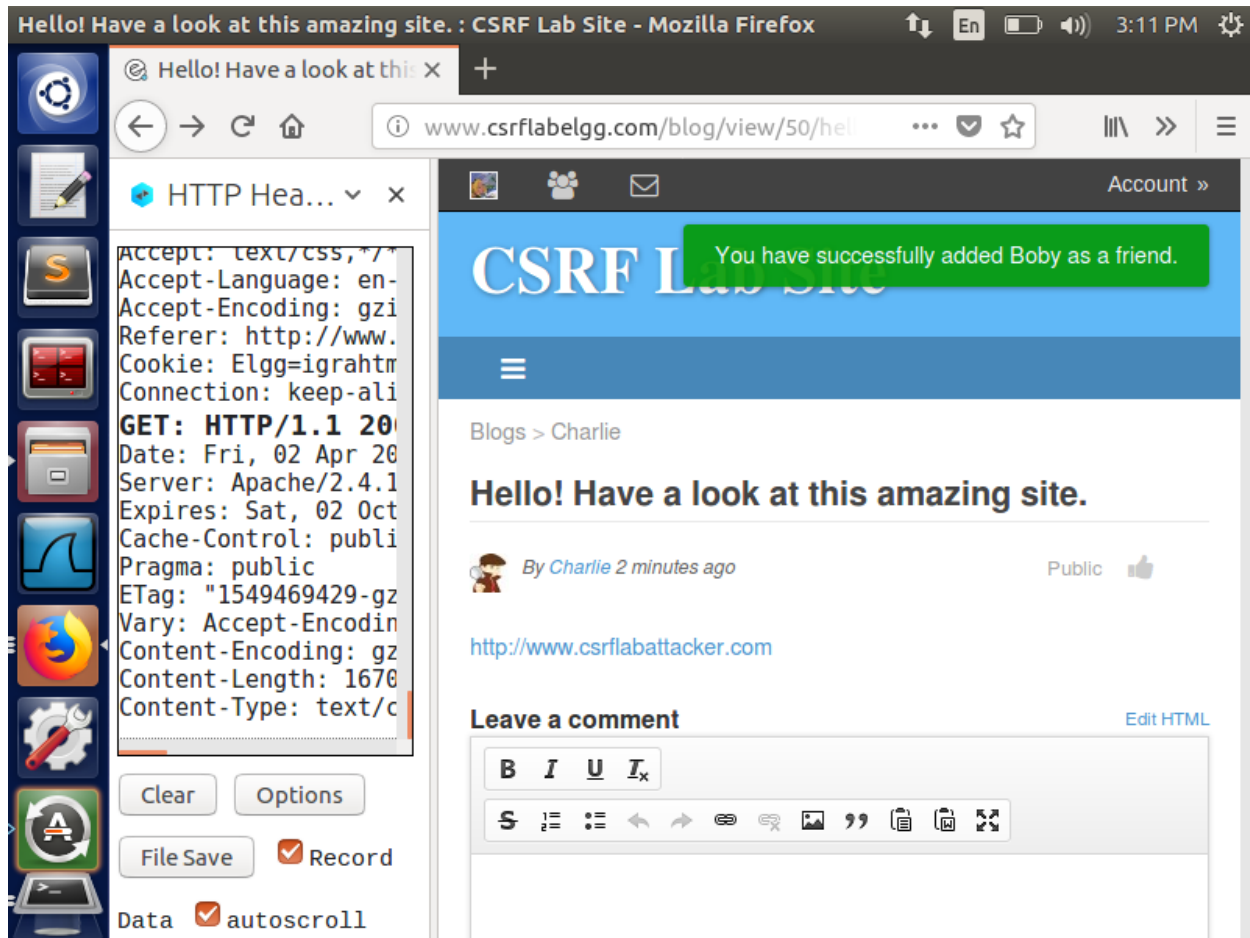 Hello! Have a look at this amazing site. : CSRF Lab Site - Mozilla Firefox
En
3:11 PM
Hello! Have a look at this
www.csrflabelgg.com/blog/view/50/hel
HTTP Hea...
Accept: text/css,*/*
Accept-Language: en-
Accept-Encoding: gzi
Referer: http://www.
Cookie: Elgg=igrahtm
Connection: keep-ali
GET: HTTP/1.1 20
Date: Fri, 02 Apr 20
Server: Apache/2.4.1
Expires: Sat, 02 Oct
Cache-Control: publi
Pragma: public
ETag: "1549469429-gz
Vary: Accept-Encodin
Content-Encoding: gz
Content-Length: 1670
Content-Type: text/c
Clear Options
File Save Record
Data autoscroll
Account »
CSRF Lab Site
You have successfully added Boby as a friend.
Blogs > Charlie
Hello! Have a look at this amazing site.
By Charlie 2 minutes ago
Public
http://www.csrflabattacker.com
Leave a comment
Edit HTML
B I U Tx
S